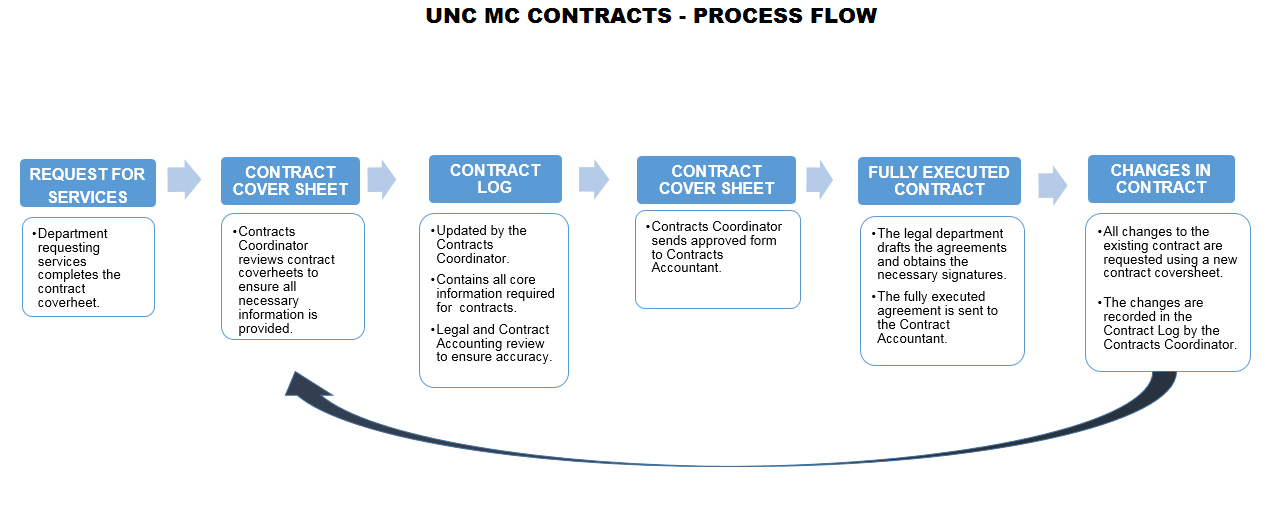 UNC MC CONTRACTS - PROCESS FLOW
REQUEST FOR
SERVICES
•Department
requesting
services
completes the
contract
coverheet.
CONTRACT
COVER SHEET
•Contracts
Coordinator
reviews contract
coverheets to
ensure all
necessary
information is
provided.
CONTRACT
LOG
•Updated by the
Contracts
Coordinator.
•Contains all core
information required
for contracts.
•Legal and Contract
Accounting review
to ensure accuracy.
CONTRACT
COVER SHEET
•Contracts Coordinator
sends approved form
to Contracts
Accountant.
FULLY EXECUTED
CONTRACT
•The legal department
drafts the agreements
and obtains the
necessary signatures.
•The fully executed
agreement is sent to
the Contract
Accountant.
CHANGES IN
CONTRACT
•All changes to the
existing contract are
requested using a new
contract coversheet.
•The changes are
recorded in the
Contract Log by the
Contracts Coordinator.